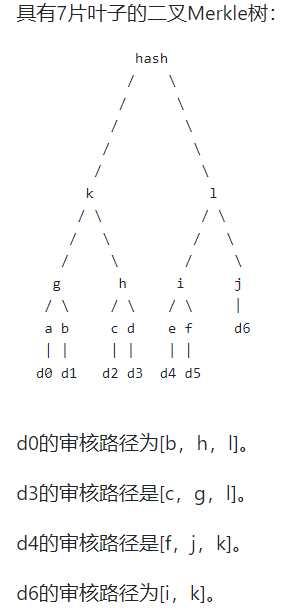 具有7片叶子的二叉Merkle树：
hash
/ \
/ \
/ \
/ \
/ \
k l
/ \ / \
/ \ / \
/ \ / \
g h i j
/ \ / \ / \ |
a b c d e f d6
| | | | | |
d0 d1 d2 d3 d4 d5
d0的审核路径为[b，h，l]。
d3的审核路径是[c，g，l]。
d4的审核路径是[f，j，k]。
d6的审核路径为[i，k]。